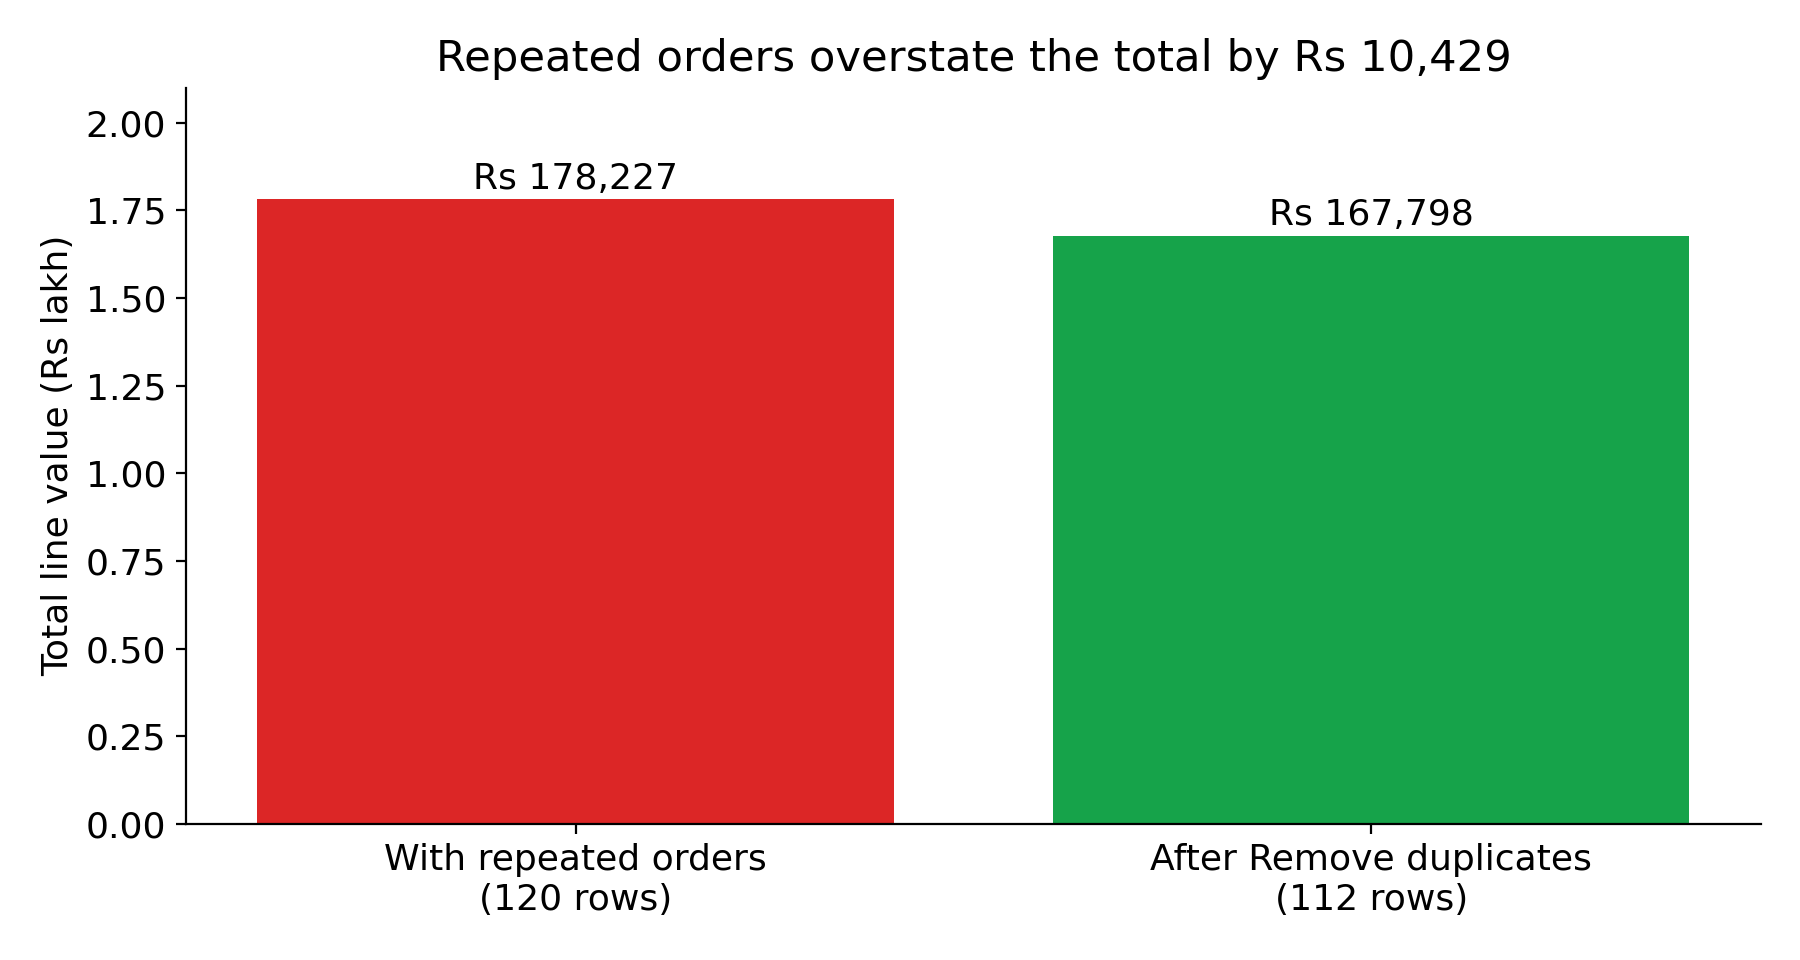 Repeated orders overstate the total by Rs 10,429
Total line value (Rs lakh)
2.00
1.75
1.50
1.25
1.00
0.75
0.50
0.25
0.00
Rs 178,227
Rs 167,798
With repeated orders
(120 rows)
After Remove duplicates
(112 rows)